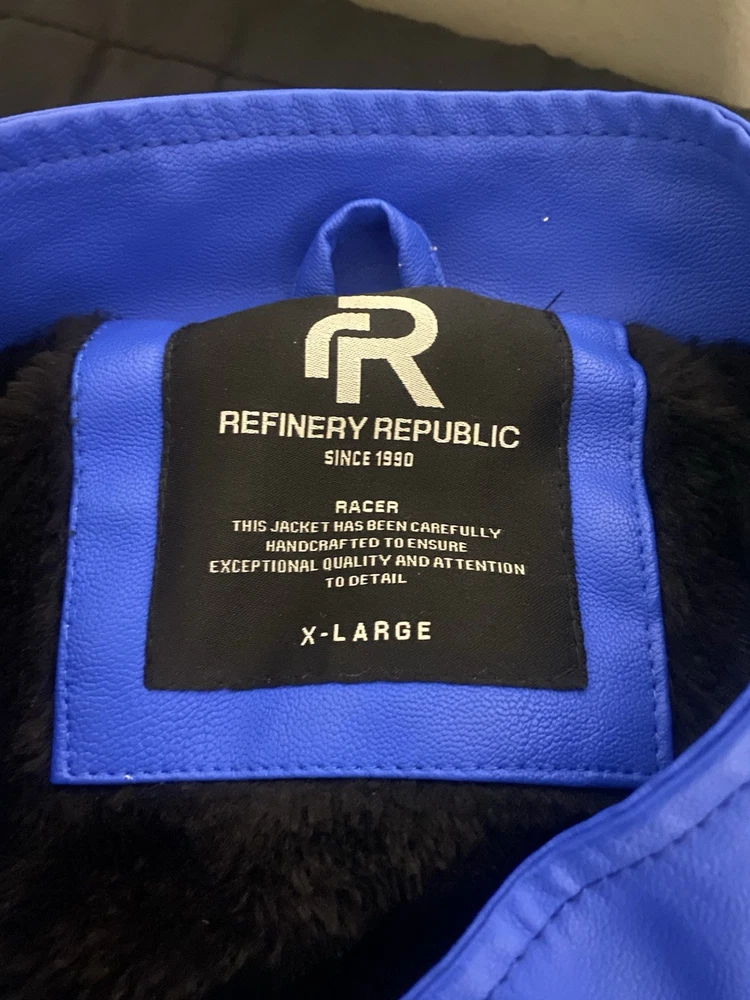 RR
REFINERY REPUBLIC
SINCE 1990
RACER
THIS JACKET HAS BEEN CAREFULLY
HANDCRAFTED TO ENSURE
EXCEPTIONAL QUALITY AND ATTENTION
TO DETAIL
X-LARGE